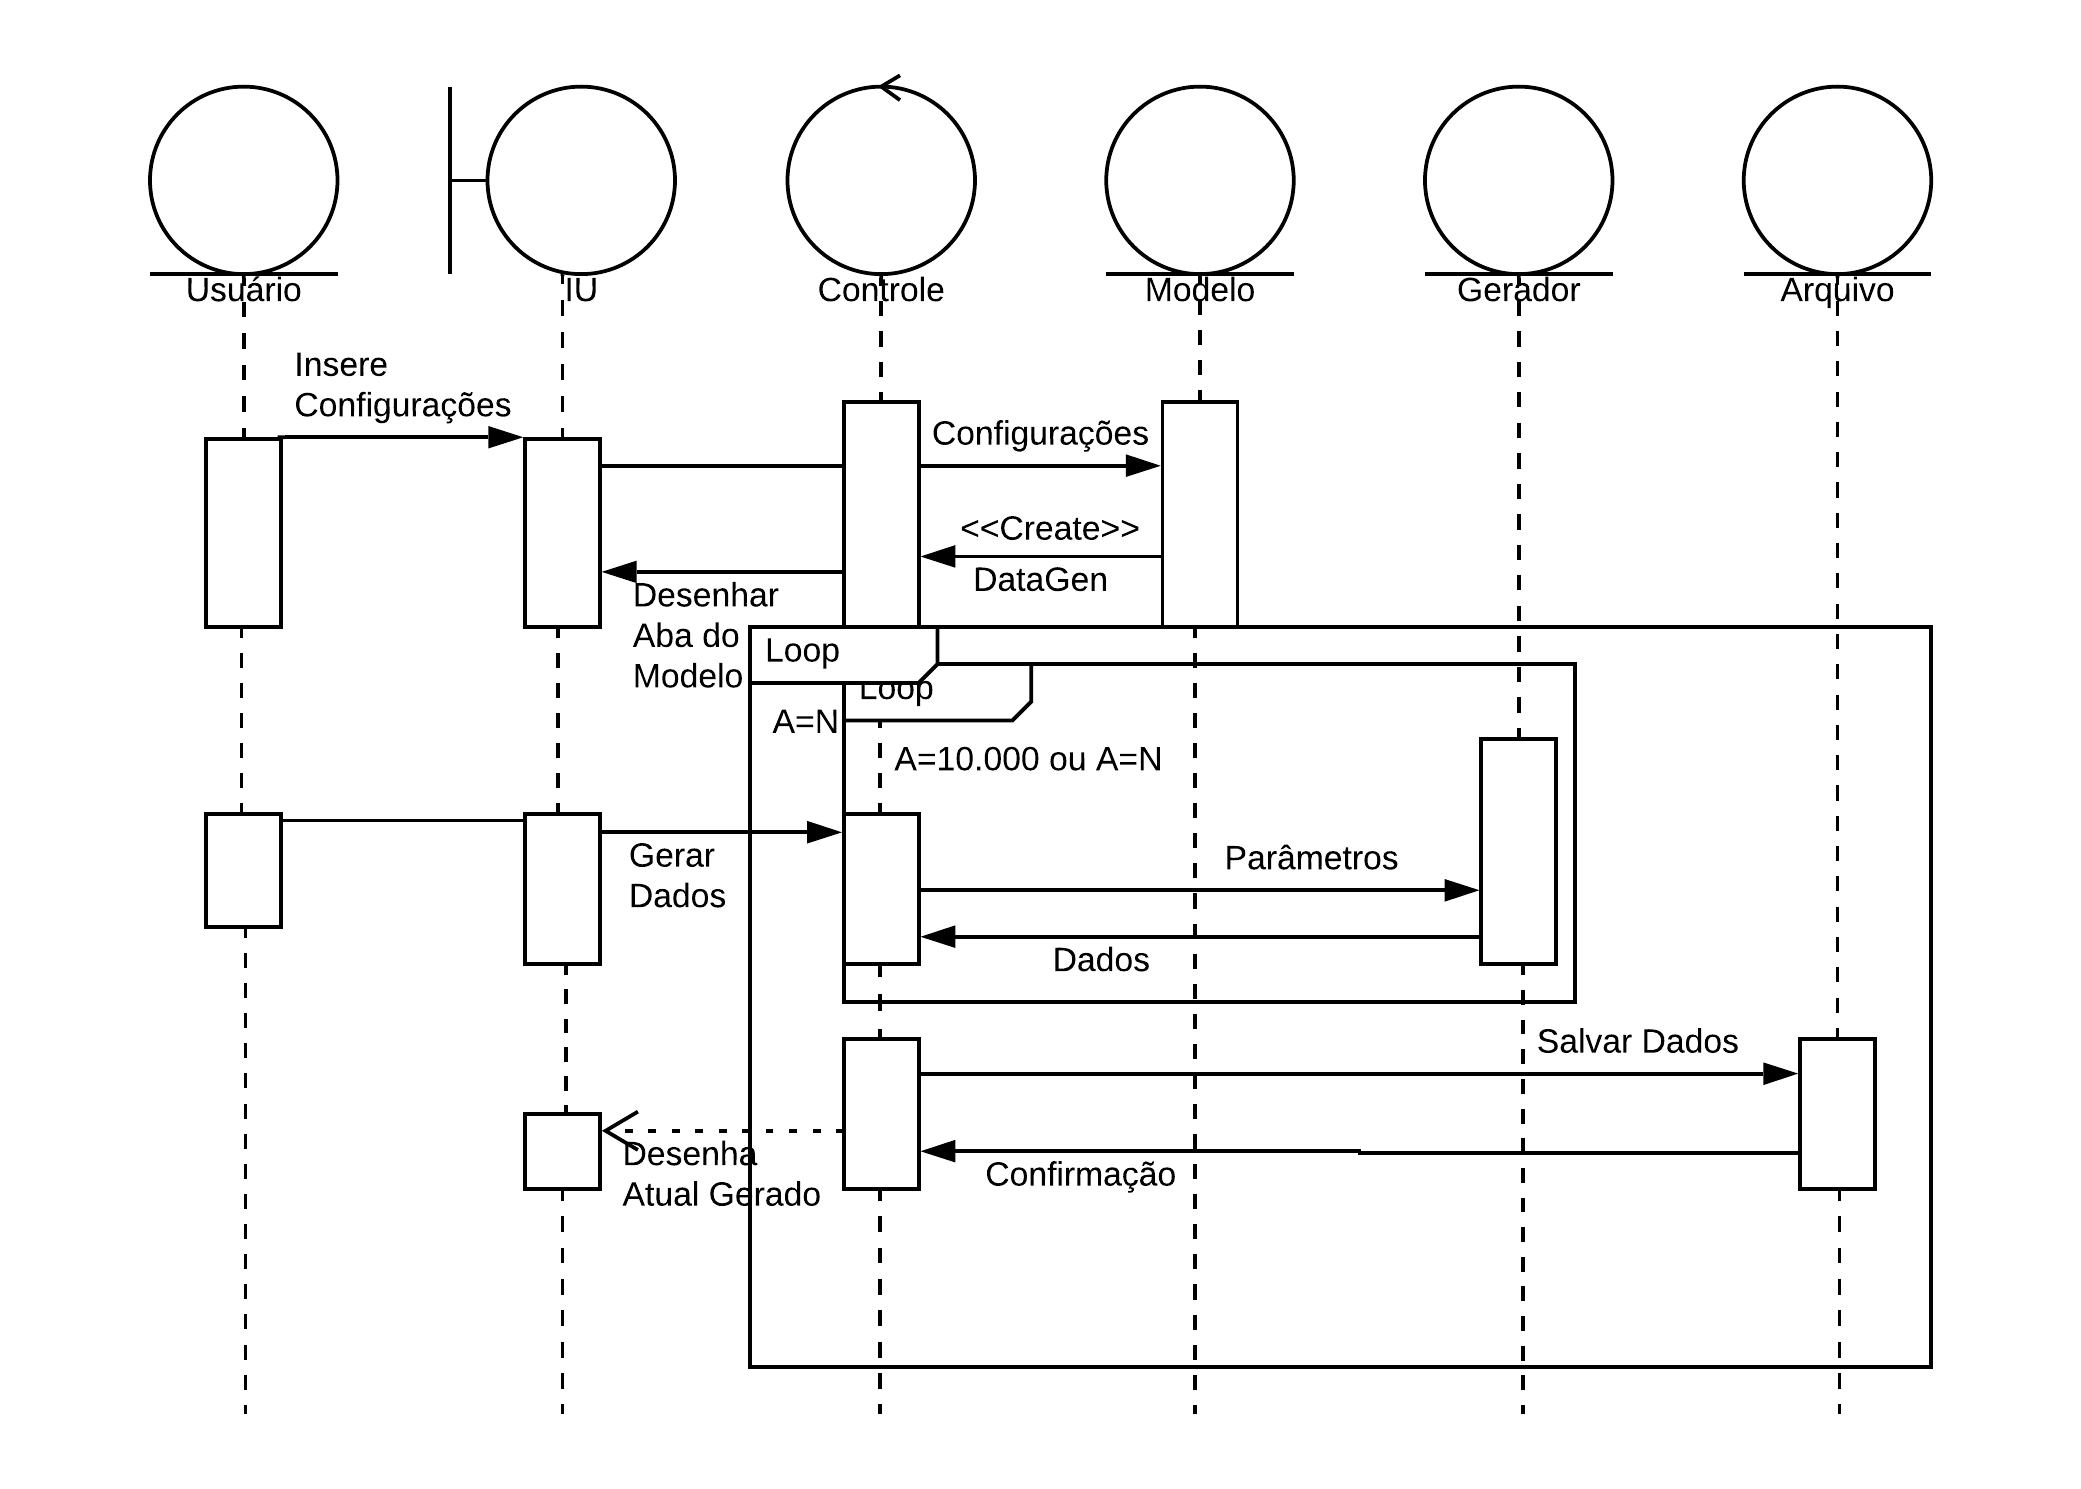 Usuário
IU
Controle
Modelo
Gerador
Arquivo
Insere
Configurações
Configurações
<<Create>>
DataGen
Desenhar
Aba do
Modelo
Loop
Loop
A=N
A=10.000 ou A=N
Gerar
Dados
Parâmetros
Dados
Salvar Dados
Desenha
Atual Gerado
Confirmação